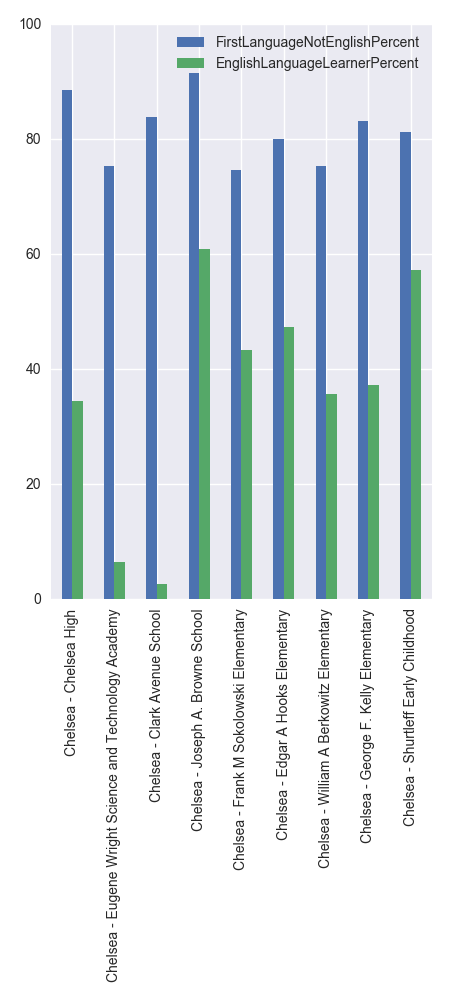 100
80
60
40
20
0
FirstLanguageNotEnglishPercent
EnglishLanguageLearnerPercent
Chelsea - Chelsea High
Chelsea - Eugene Wright Science and Technology Academy
Chelsea - Clark Avenue School
Chelsea - Joseph A. Browne School
Chelsea - Frank M Sokolowski Elementary
Chelsea - Edgar A Hooks Elementary
Chelsea - William A Berkowitz Elementary
Chelsea - George F. Kelly Elementary
Chelsea - Shurtleff Early Childhood